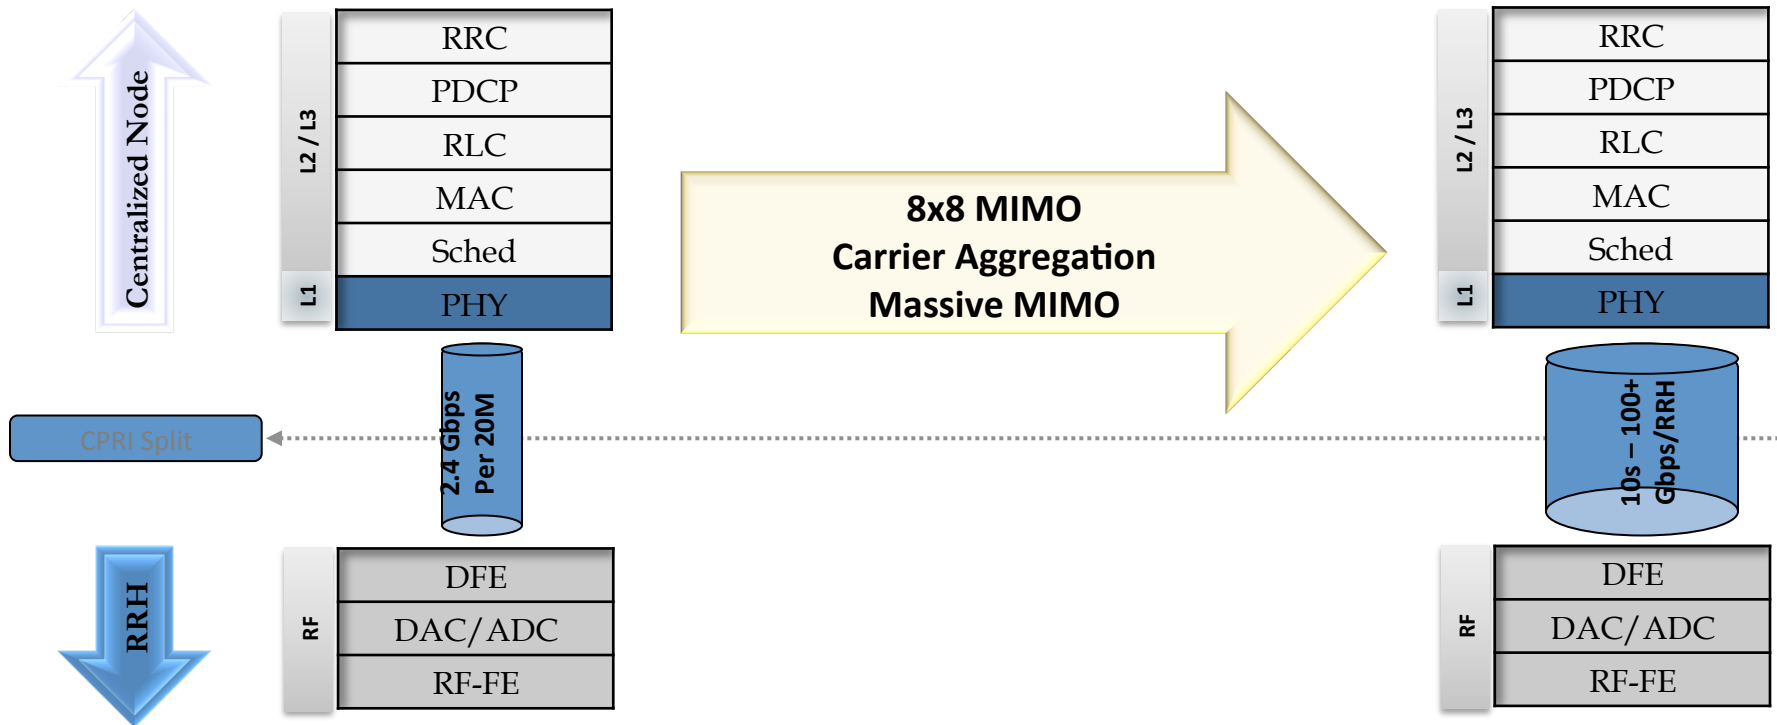 Centralized Node
L2 / L3
L1
RRC
PDCP
RLC
MAC
Sched
PHY
8x8 MIMO
Carrier Aggregation
Massive MIMO
L2 / L3
L1
RRC
PDCP
RLC
MAC
Sched
PHY
CPRI Split
2.4 Gbps
Per 20M
10s – 100+
Gbps/RRH
RRH
RF
DFE
DAC/ADC
RF-FE
RF
DFE
DAC/ADC
RF-FE